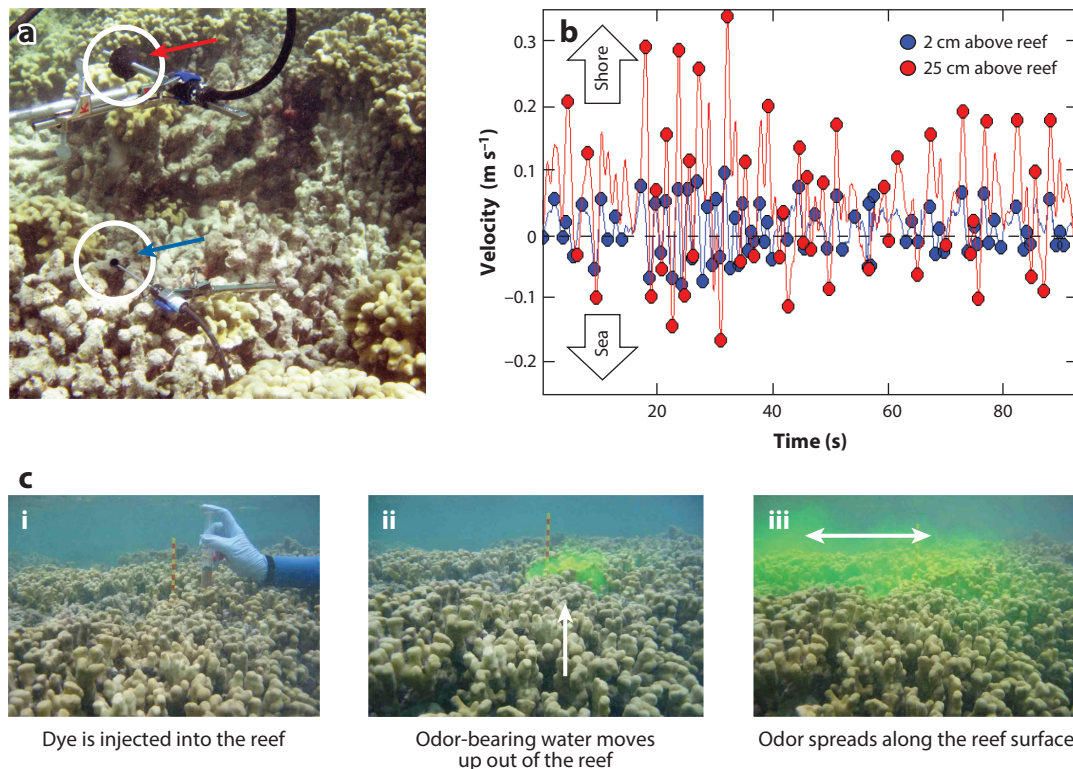 a
b
Shore
2 cm above reef
25 cm above reef
0.3
0.2
0.1
0
−0.1
−0.2
Velocity (m s⁻¹)
Sea
20
40
60
80
Time (s)
c
i
ii
iii
Dye is injected into the reef
Odor-bearing water moves
up out of the reef
Odor spreads along the reef surface